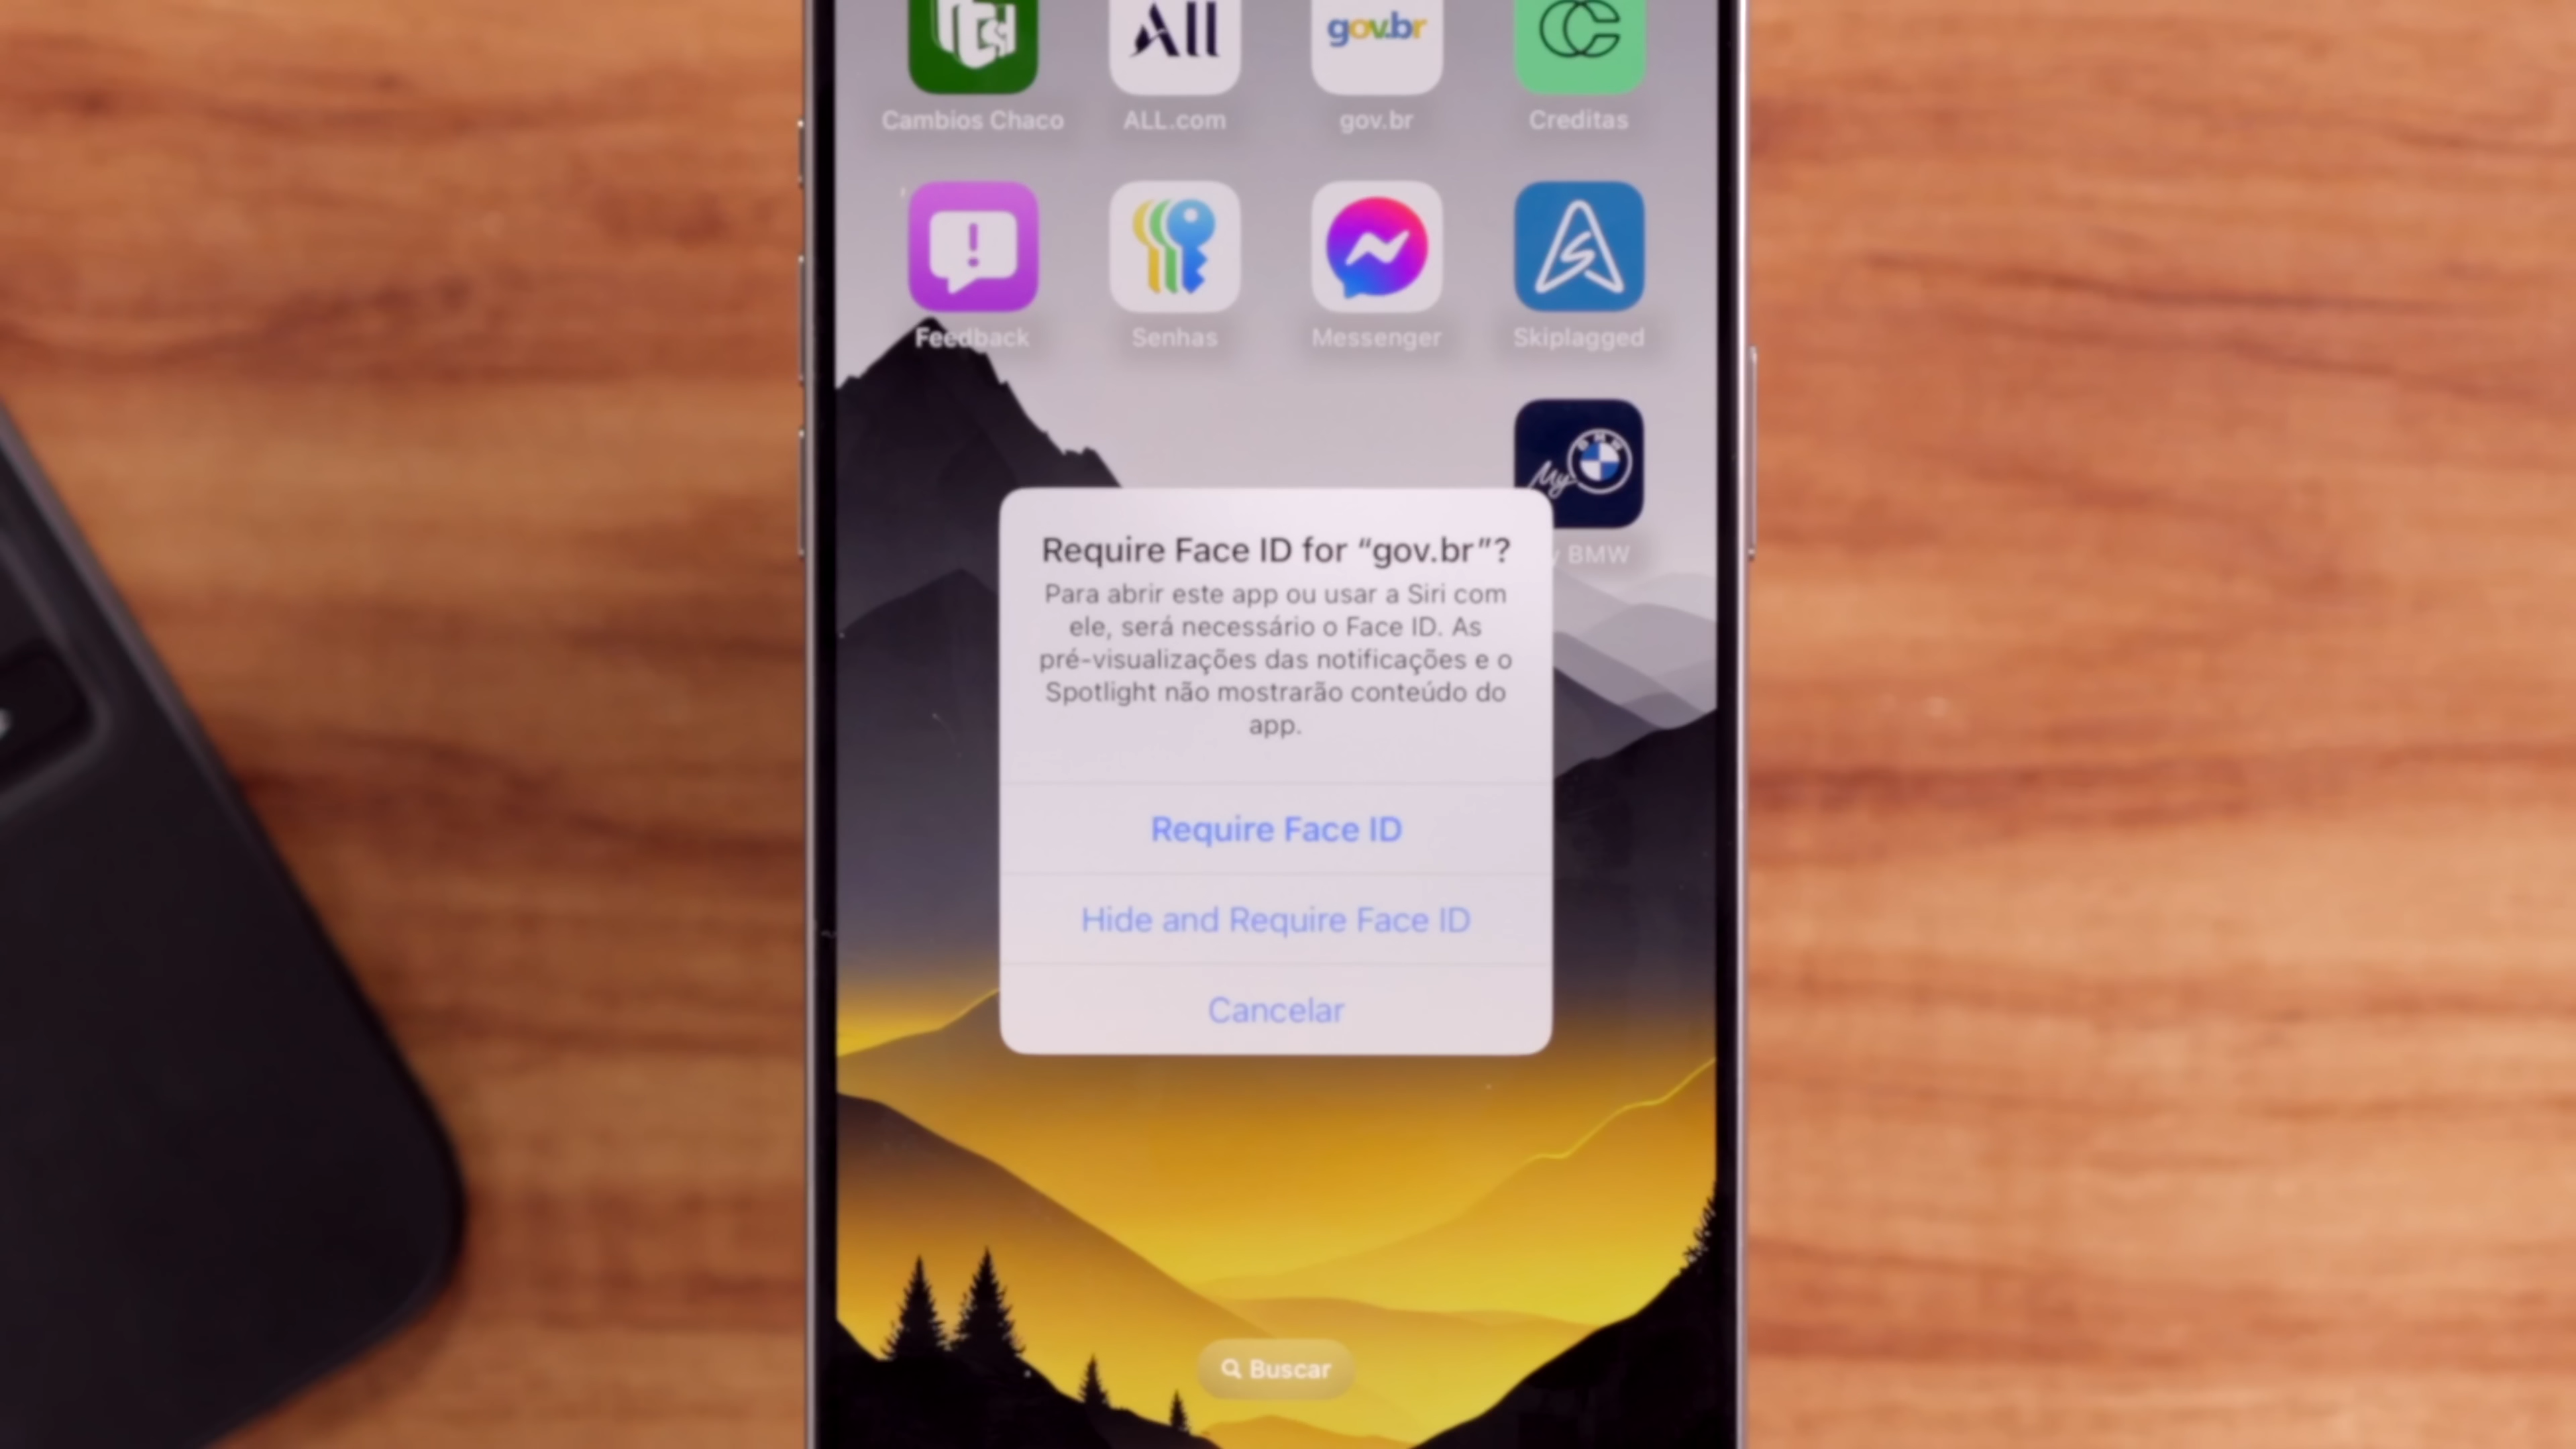 All
gov.br
Cambios Chaco
ALL.com
gov.br
Creditas
Feedback
Senhas
Messenger
Skiplagged
My
BMW
BMW
Require Face ID for “gov.br”?
Para abrir este app ou usar a Siri com
ele, será necessário o Face ID. As
pré-visualizações das notificações e o
Spotlight não mostrarão conteúdo do
app.
Require Face ID
Hide and Require Face ID
Cancelar
Buscar